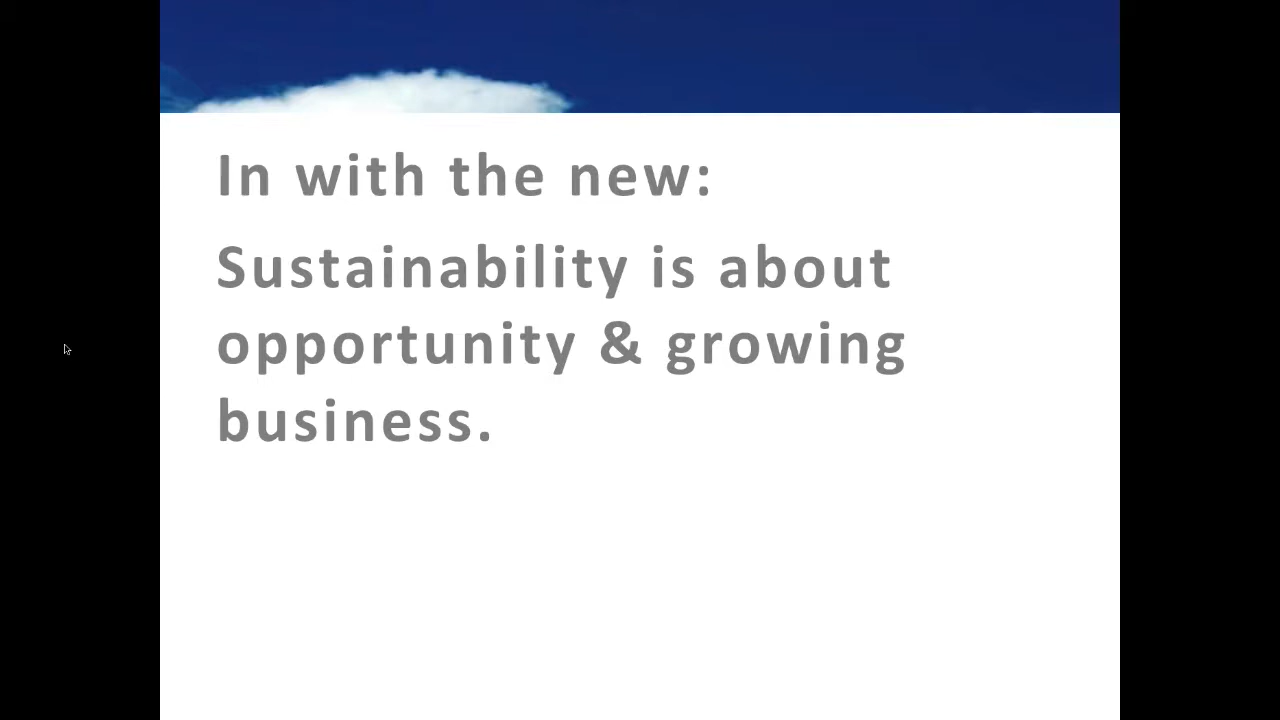 In with the new:
Sustainability is about
opportunity & growing
business.